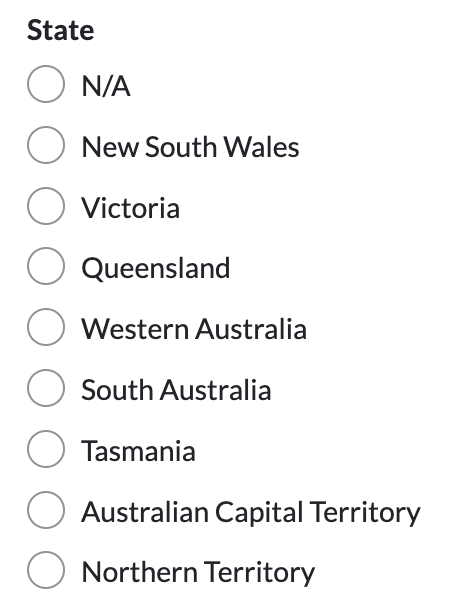 State
N/A
New South Wales
Victoria
Queensland
Western Australia
South Australia
Tasmania
Australian Capital Territory
Northern Territory